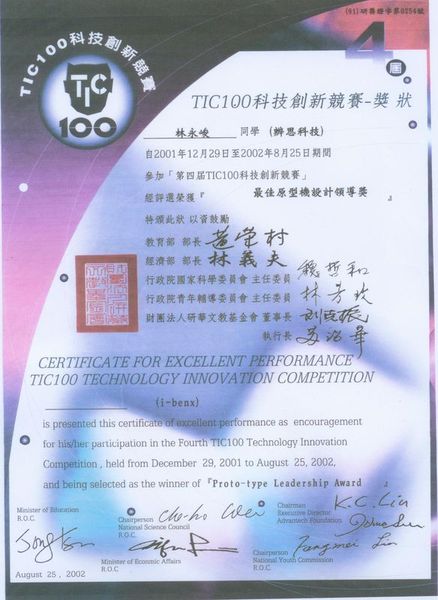 (91)研華證字第0254號
TIC100科技創新競賽
TIC
100
4
屆
TIC100科技創新競賽-獎 狀
林永峻 同學 (辨思科技)
自2001年12月29日至2002年8月25日期間
參加「第四屆TIC100科技創新競賽」
經評選榮獲『 最佳原型機設計領導獎 』
特頒此狀 以資鼓勵
教育部 部長 黃榮村
經濟部 部長 林義夫
行政院國家科學委員會 主任委員 魏哲和
行政院青年輔導委員會 主任委員 林芳玫
財團法人研華文教基金會 董事長
執行長
CERTIFICATE FOR EXCELLENT PERFORMANCE
TIC100 TECHNOLOGY INNOVATION COMPETITION
(i-benx)
is presented this certificate of excellent performance as encouragement
for his/her participation in the Fourth TIC100 Technology Innovation
Competition , held from December 29, 2001 to August 25, 2002,
and being selected as the winner of『Proto-type Leadership Award 』
Minister of Education
R.O.C.
Chairperson
National Science Council
R.O.C.
Chairman
Executive Director
Advantech Foundation
K.C. Liu
Minister of Econmic Affairs
R.O.C.
Chairperson
National Youth Commission
R.O.C.
August 25 , 2002